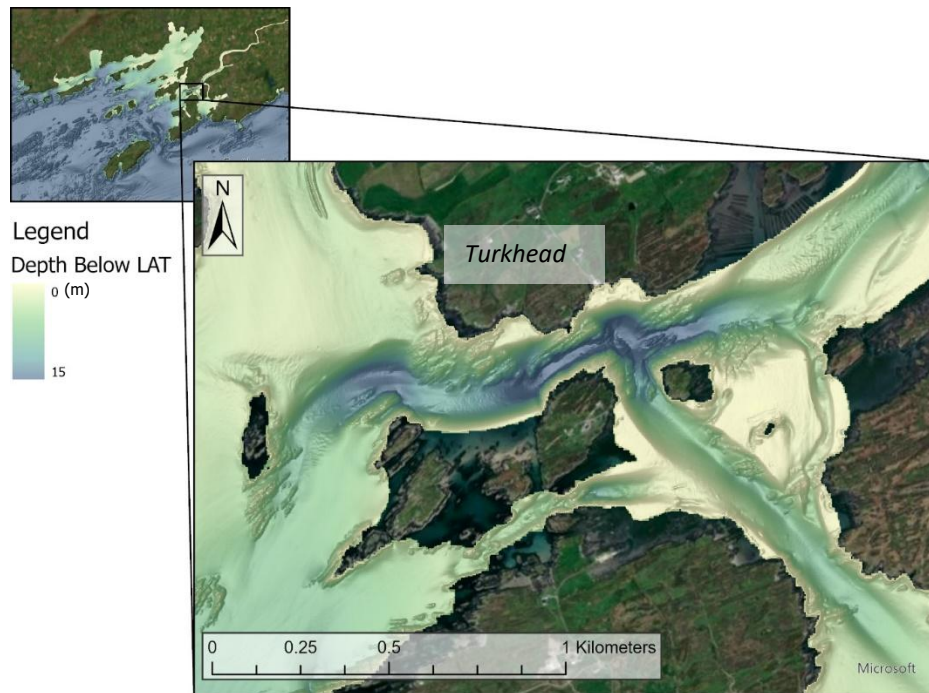 Legend
Depth Below LAT
0 (m)
15
N
Turkhead
0 0.25 0.5 1 Kilometers
Microsoft